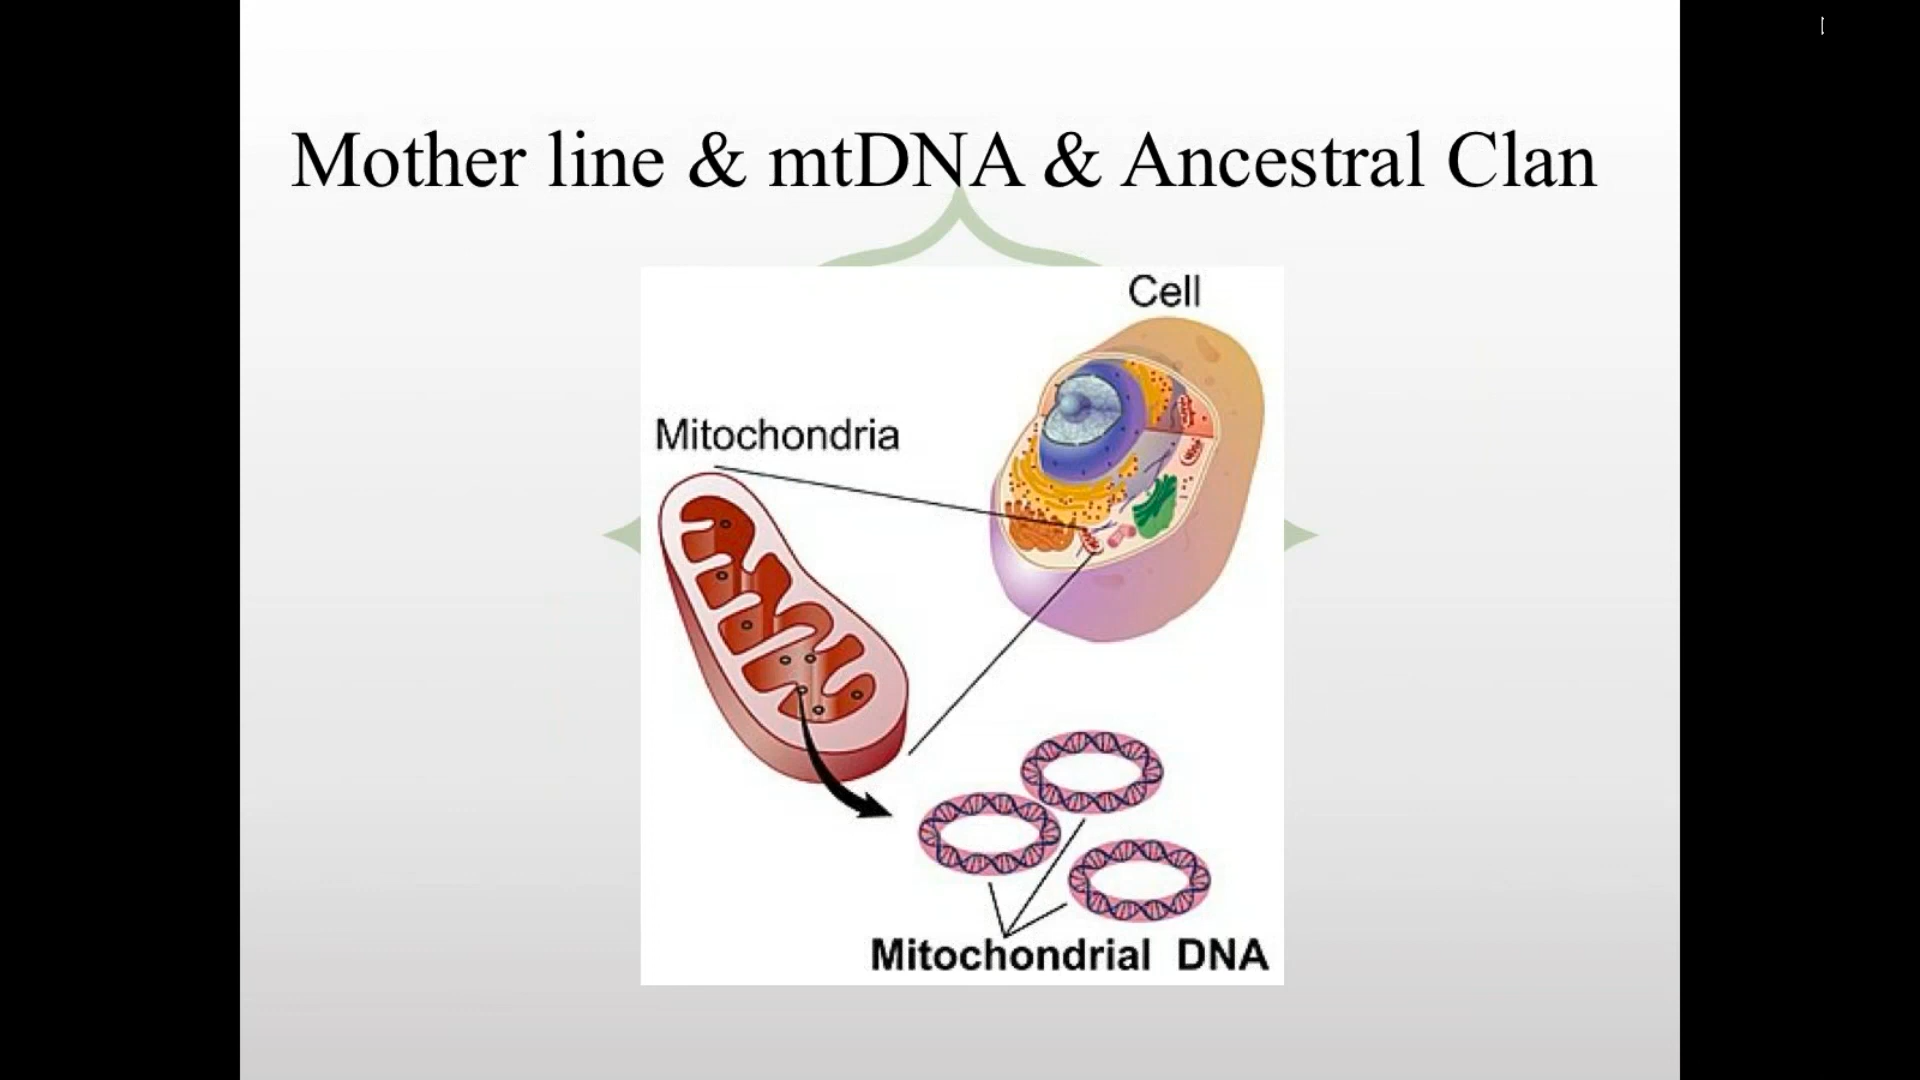 Mother line & mtDNA & Ancestral Clan
Cell
Mitochondria
Mitochondrial DNA